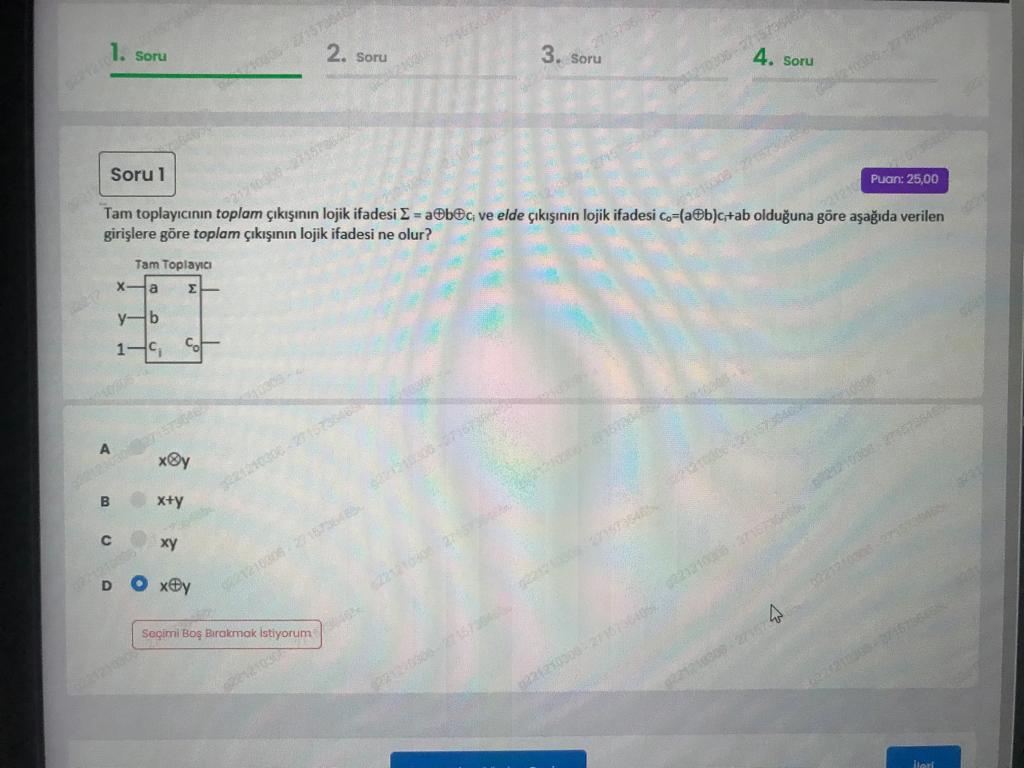 1. Soru
2. Soru
3. Soru
4. Soru
Soru 1
Puan: 25,00
Tam toplayıcının toplam çıkışının lojik ifadesi Σ = a⊕b⊕cᵢ ve elde çıkışının lojik ifadesi cₒ=(a⊕b)cᵢ+ab olduğuna göre aşağıda verilen
girişlere göre toplam çıkışının lojik ifadesi ne olur?
Tam Toplayıcı
x a Σ
y b
1 cᵢ cₒ
A x⊗y
B x+y
C xy
D x⊕y
Seçimi Boş Bırakmak İstiyorum
İleri